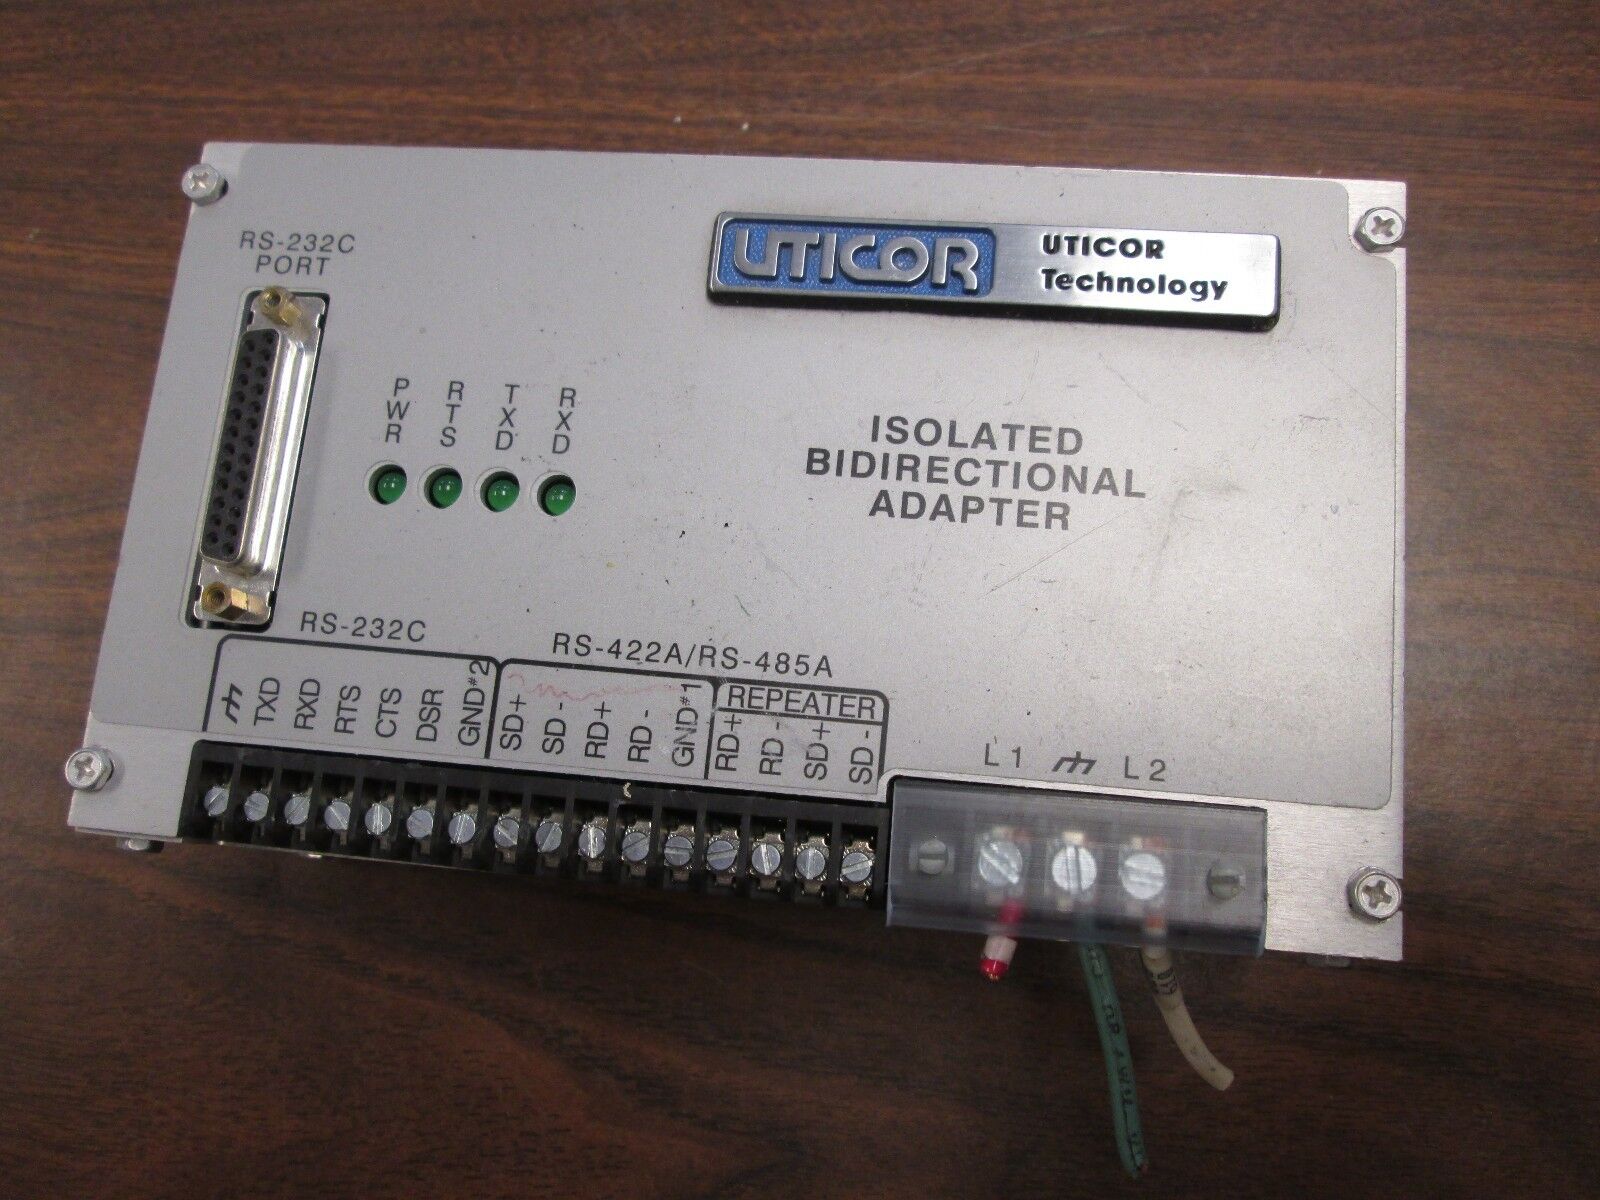 UTICOR
UTICOR
Technology
RS-232C
PORT
PWR
RTS
TXD
RXD
ISOLATED
BIDIRECTIONAL
ADAPTER
RS-232C
RS-422A/RS-485A
REPEATER
TXD
RXD
RTS
CTS
DSR
GND#2
SD+
SD-
RD+
RD-
GND#1
RD+
RD-
SD+
SD-
L1
L2